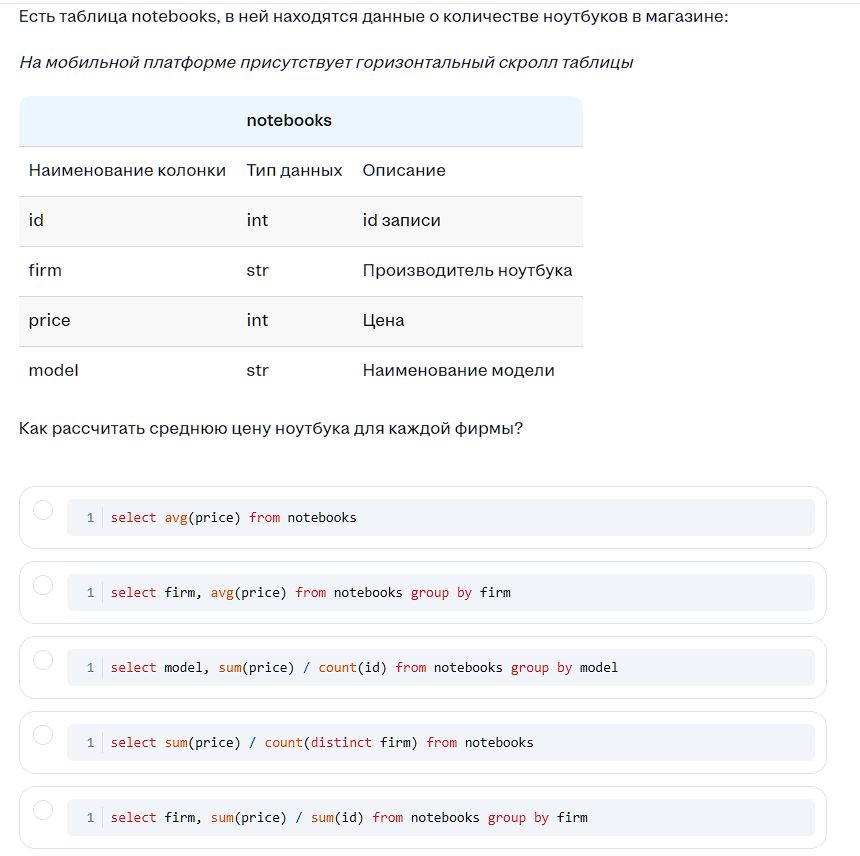 Есть таблица notebooks, в ней находятся данные о количестве ноутбуков в магазине:
На мобильной платформе присутствует горизонтальный скролл таблицы
notebooks
Наименование колонки Тип данных Описание
id int id записи
firm str Производитель ноутбука
price int Цена
model str Наименование модели
Как рассчитать среднюю цену ноутбука для каждой фирмы?
1 select avg(price) from notebooks
1 select firm, avg(price) from notebooks group by firm
1 select model, sum(price) / count(id) from notebooks group by model
1 select sum(price) / count(distinct firm) from notebooks
1 select firm, sum(price) / sum(id) from notebooks group by firm